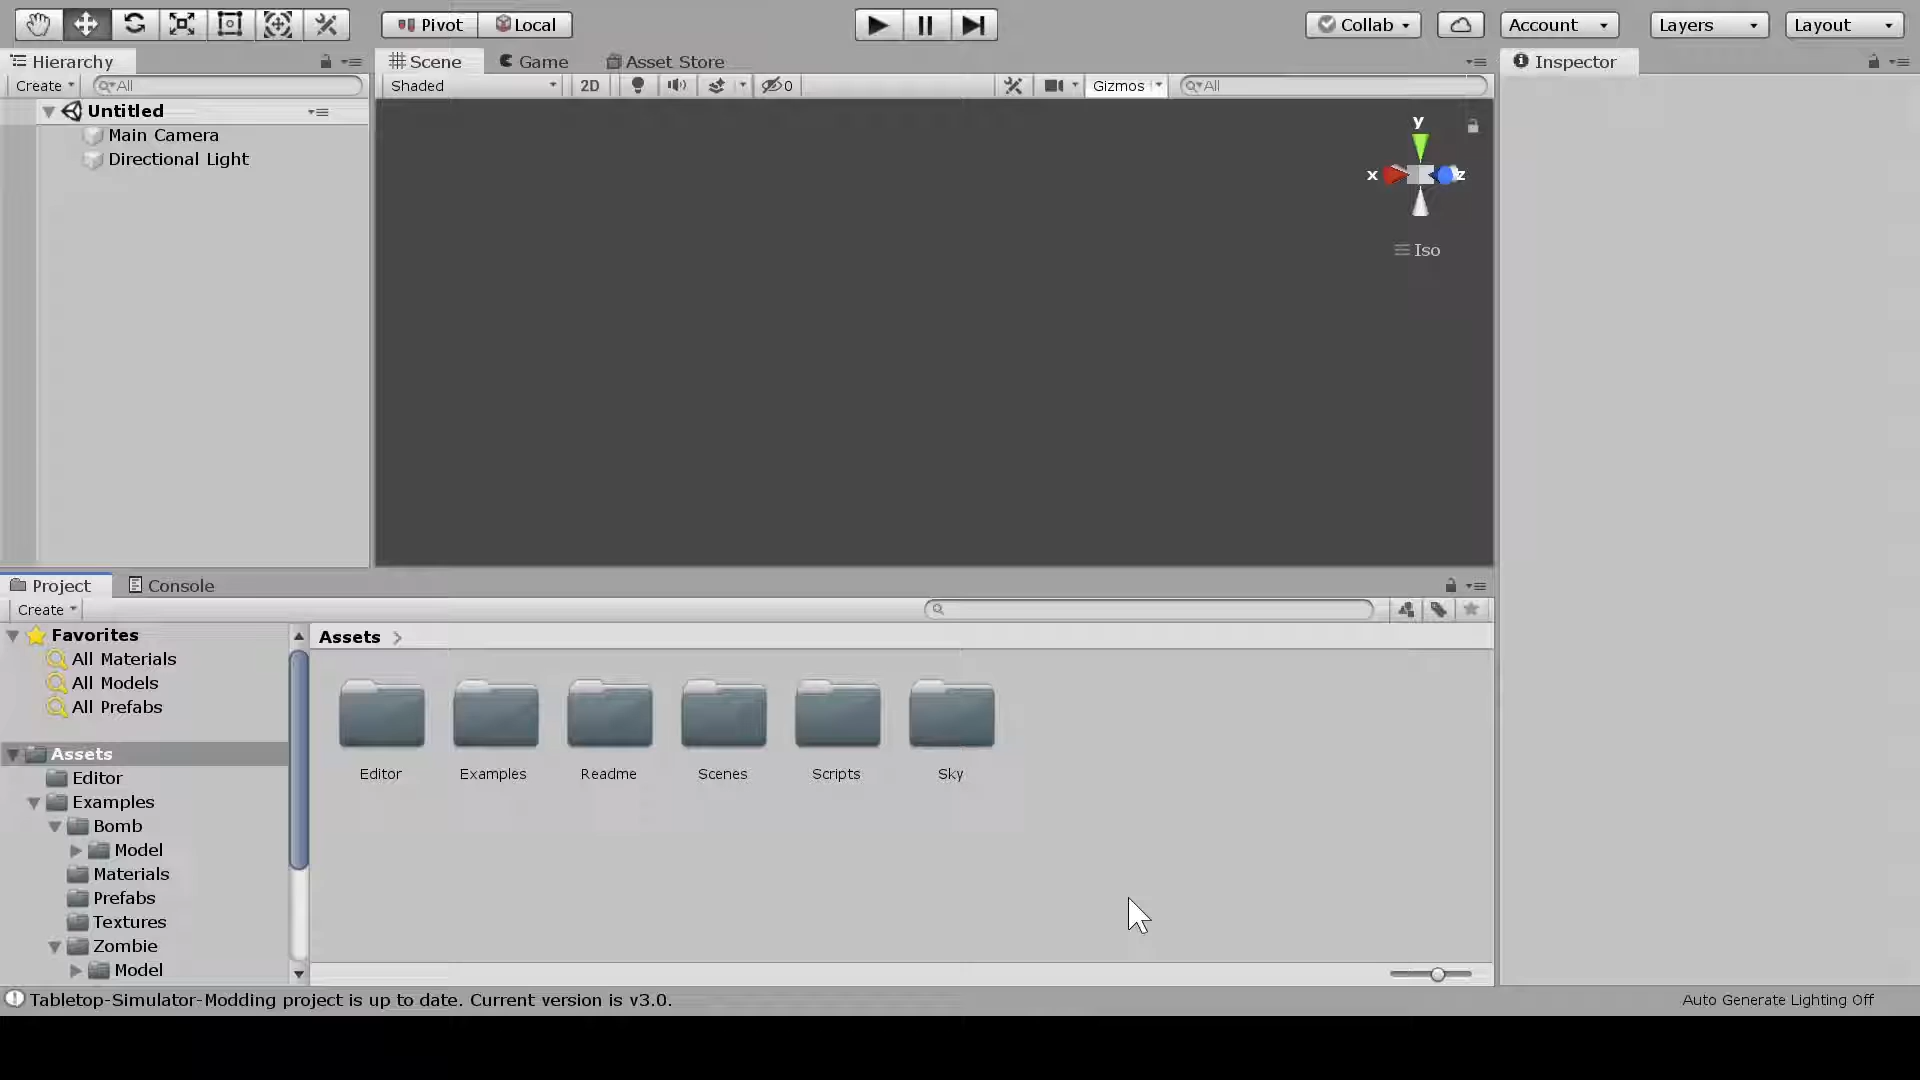 Pivot Local Collab Account Layers Layout
Hierarchy Scene Game Asset Store Inspector
Create All Shaded 2D 0 Gizmos All
Untitled
Main Camera
Directional Light
y
x z
Iso
Project Console
Create
Favorites
All Materials
All Models
All Prefabs
Assets
Editor
Examples
Bomb
Model
Materials
Prefabs
Textures
Zombie
Model
Assets
Editor Examples Readme Scenes Scripts Sky
Tabletop-Simulator-Modding project is up to date. Current version is v3.0.
Auto Generate Lighting Off